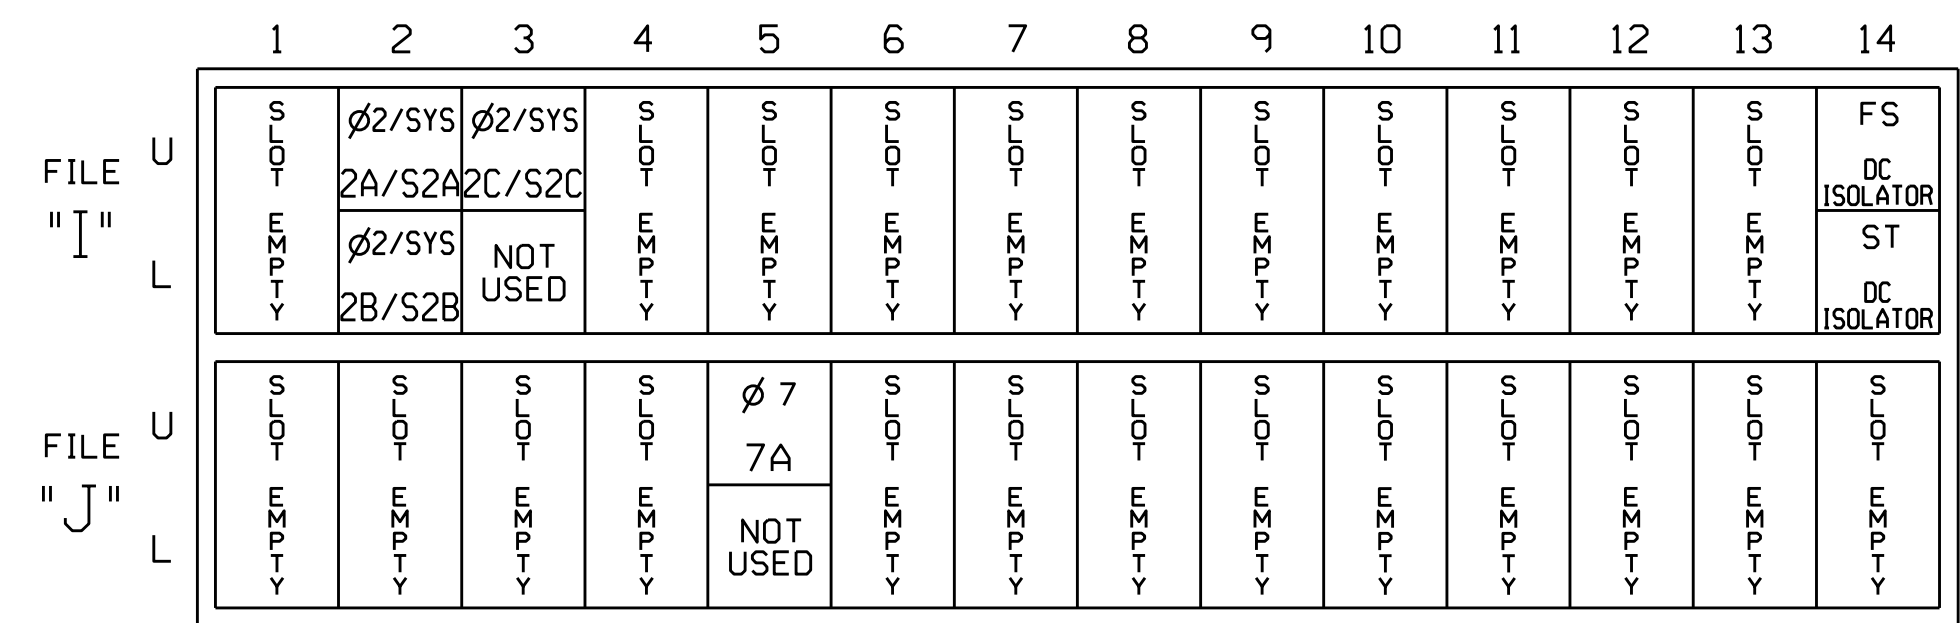 1 2 3 4 5 6 7 8 9 10 11 12 13 14
FILE "I"
U
L
SLOT EMPTY
Ø2/SYS
2A/S2A
Ø2/SYS
2B/S2B
Ø2/SYS
2C/S2C
NOT
USED
SLOT EMPTY
SLOT EMPTY
SLOT EMPTY
SLOT EMPTY
SLOT EMPTY
SLOT EMPTY
SLOT EMPTY
SLOT EMPTY
SLOT EMPTY
SLOT EMPTY
FS
DC
ISOLATOR
ST
DC
ISOLATOR
FILE "J"
U
L
SLOT EMPTY
SLOT EMPTY
SLOT EMPTY
SLOT EMPTY
Ø 7
7A
NOT
USED
SLOT EMPTY
SLOT EMPTY
SLOT EMPTY
SLOT EMPTY
SLOT EMPTY
SLOT EMPTY
SLOT EMPTY
SLOT EMPTY
SLOT EMPTY